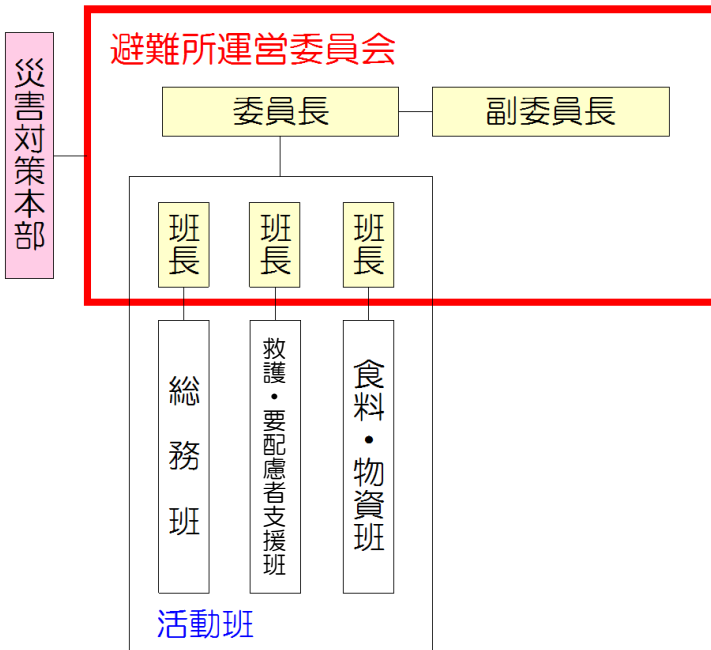 避難所運営委員会
災害対策本部
委員長
副委員長
班長
班長
班長
総務班
救護・要配慮者支援班
食料・物資班
活動班